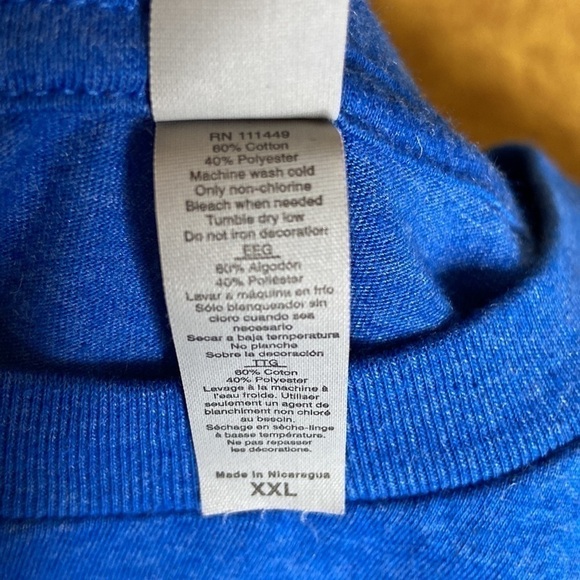 RN 111449
60% Cotton
40% Polyester
Machine wash cold
Only non-chlorine
Bleach when needed
Tumble dry low
Do not iron decoration
EEG
60% Algodón
40% Poliéster
Lavar a máquina en frío
Sólo blanqueador sin
cloro cuando sea
necesario
Secar a baja temperatura
No planche
Sobre la decoración
TTG
60% Coton
40% Polyester
Lavage à la machine à
l'eau froide. Utiliser
seulement un agent de
blanchiment non chloré
au besoin.
Séchage en sèche-linge
à basse température.
Ne pas repasser
les décorations.
Made in Nicaragua
XXL